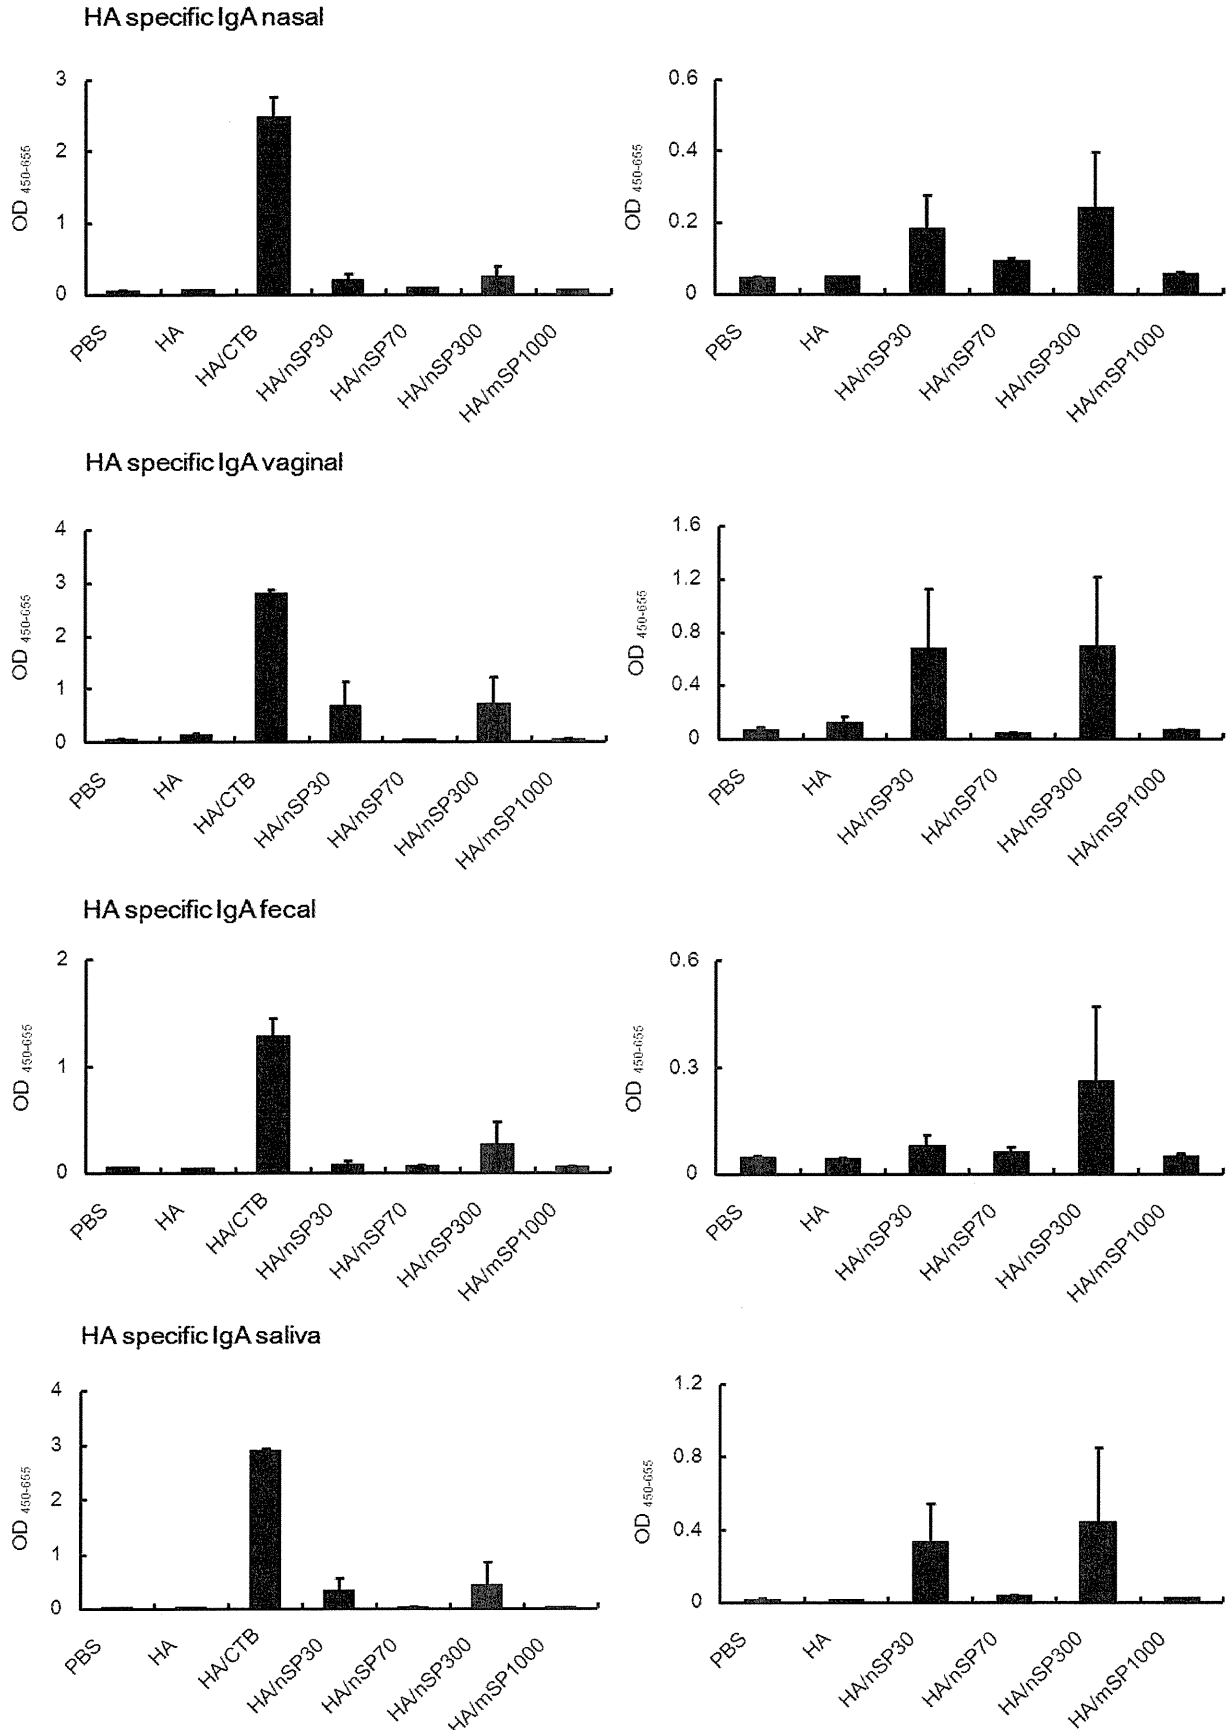 HA specific IgA nasal
3
2
1
0
OD 450-655
PBS
HA
HA/CTB
HA/nSP30
HA/nSP70
HA/nSP300
HA/mSP1000
0.6
0.4
0.2
0
OD 450-655
PBS
HA
HA/nSP30
HA/nSP70
HA/nSP300
HA/mSP1000
HA specific IgA vaginal
4
3
2
1
0
OD 450-655
PBS
HA
HA/CTB
HA/nSP30
HA/nSP70
HA/nSP300
HA/mSP1000
1.6
1.2
0.8
0.4
0
OD 450-655
PBS
HA
HA/nSP30
HA/nSP70
HA/nSP300
HA/mSP1000
HA specific IgA fecal
2
1
0
OD 450-655
PBS
HA
HA/CTB
HA/nSP30
HA/nSP70
HA/nSP300
HA/mSP1000
0.6
0.3
0
OD 450-655
PBS
HA
HA/nSP30
HA/nSP70
HA/nSP300
HA/mSP1000
HA specific IgA saliva
4
3
2
1
0
OD 450-655
PBS
HA
HA/CTB
HA/nSP30
HA/nSP70
HA/nSP300
HA/mSP1000
1.2
0.8
0.4
0
OD 450-655
PBS
HA
HA/nSP30
HA/nSP70
HA/nSP300
HA/mSP1000